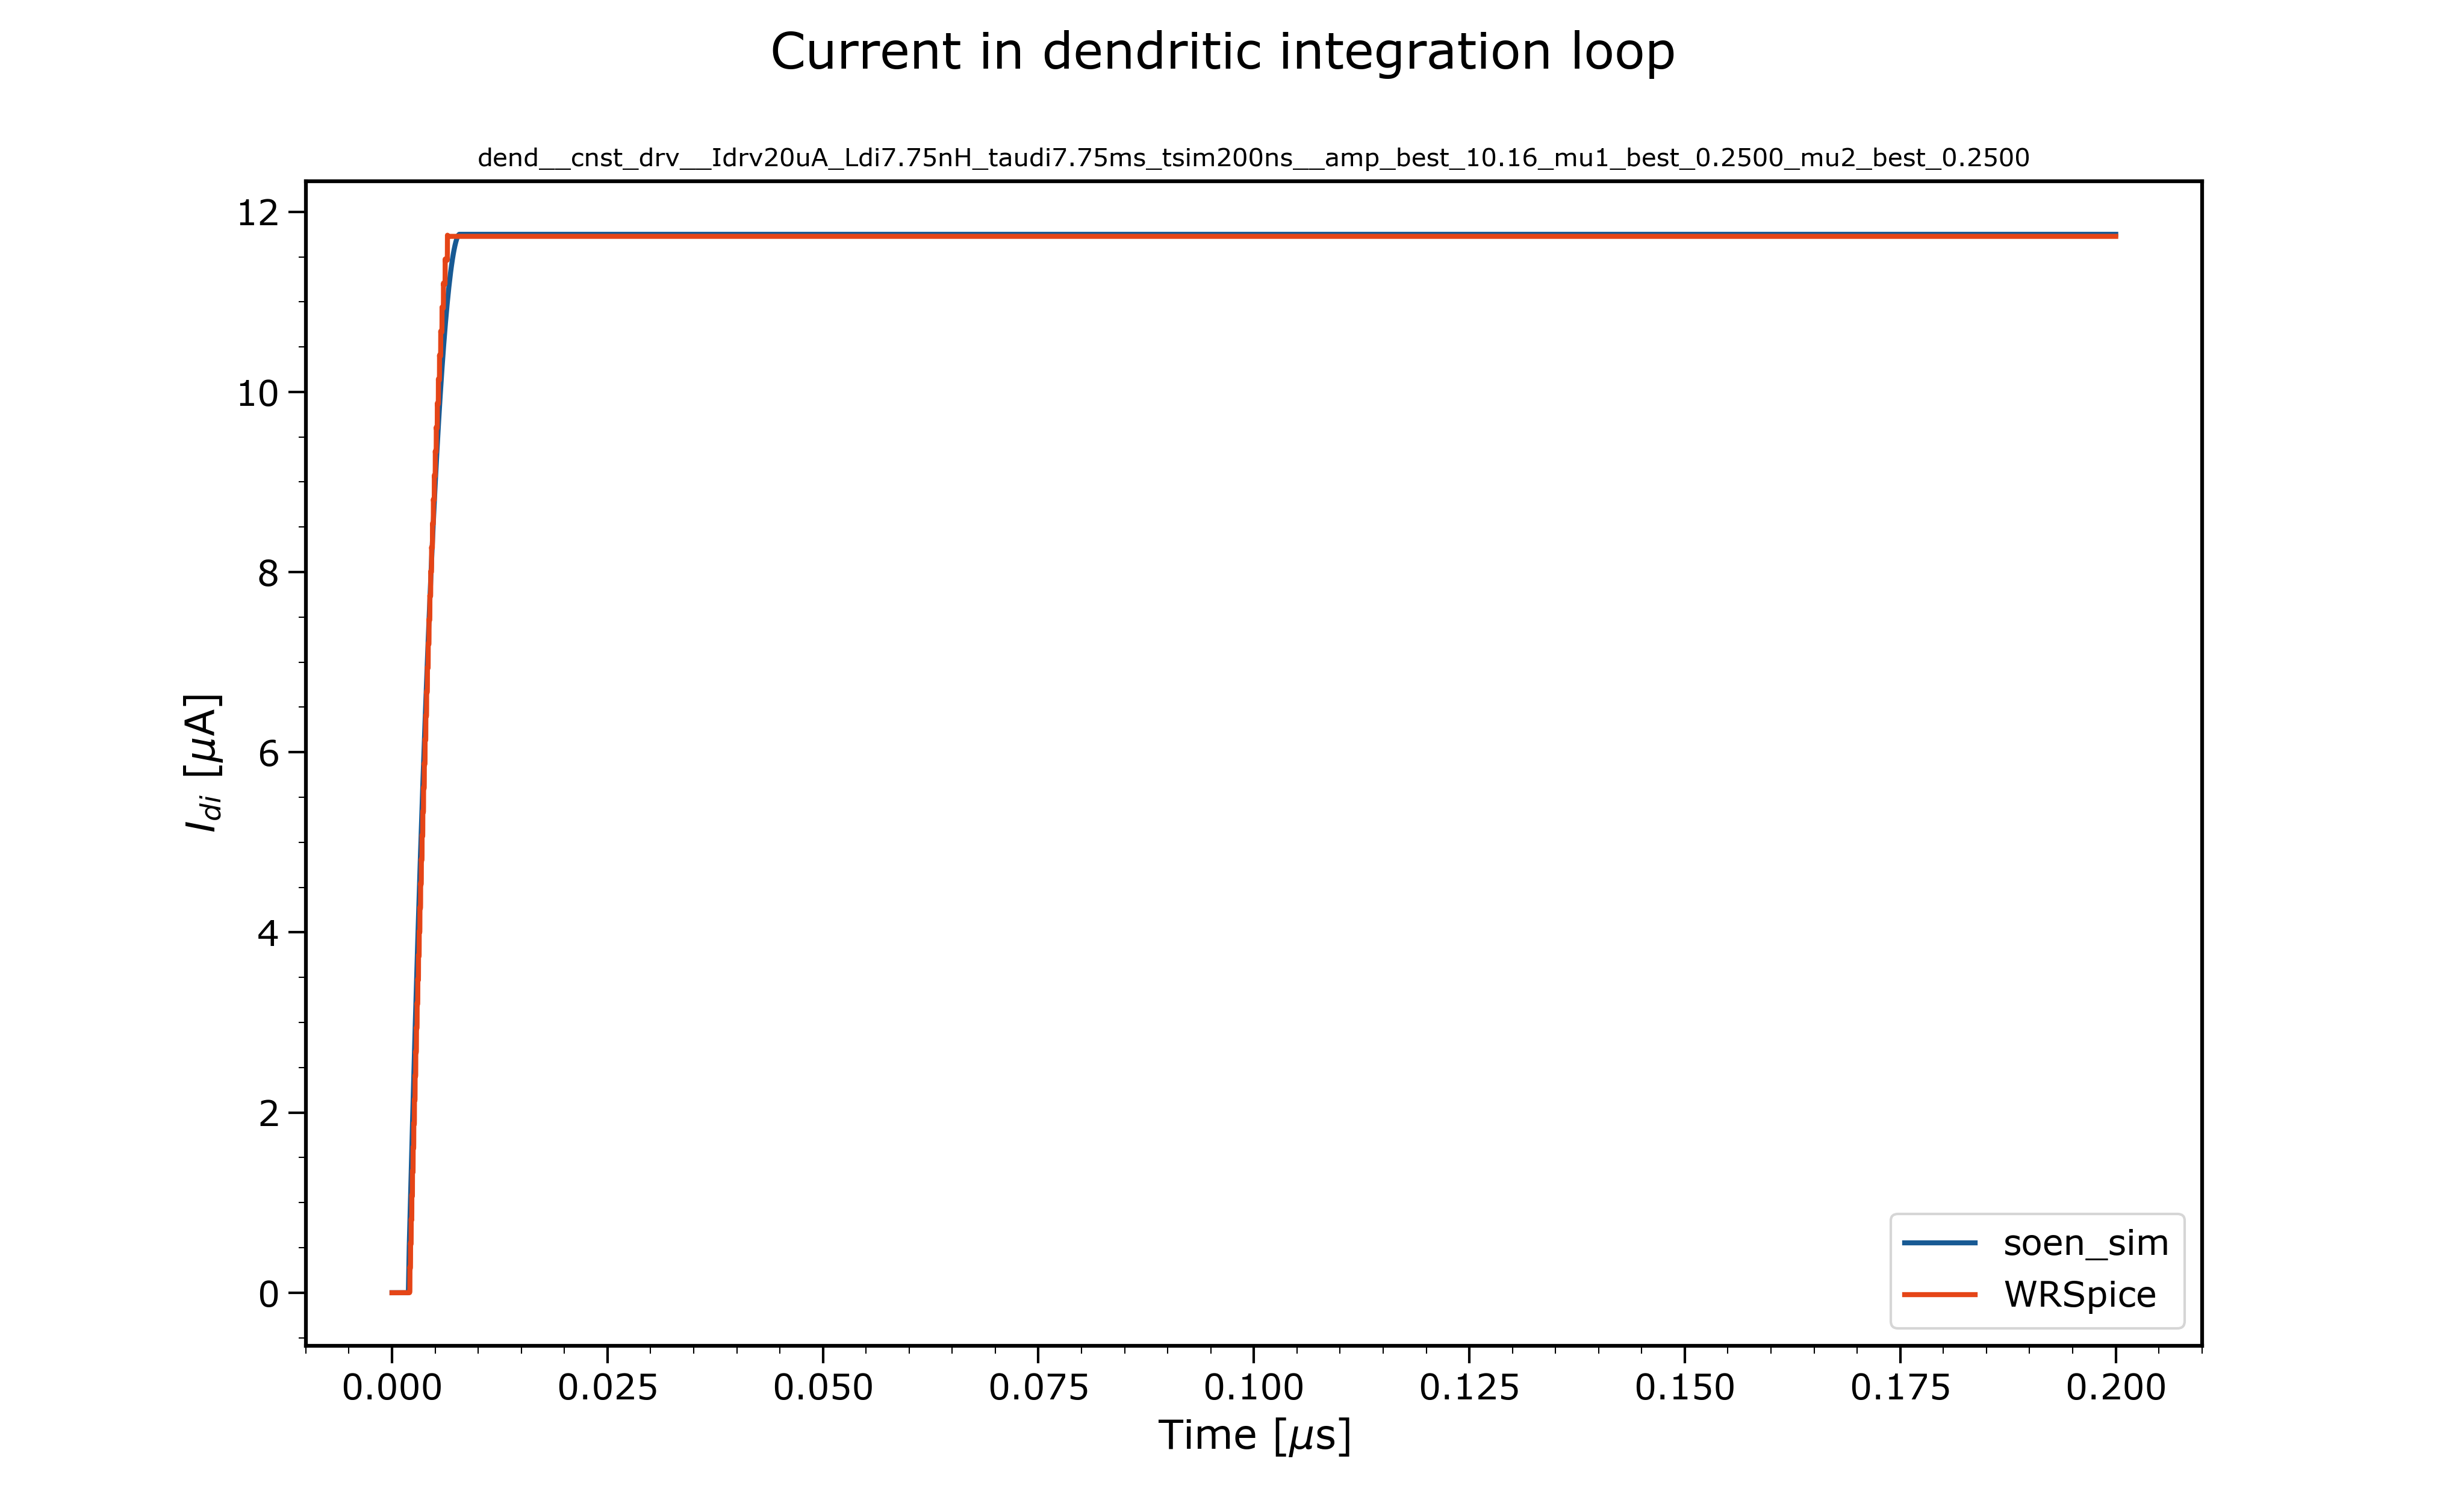 Current in dendritic integration loop
dend__cnst_drv__Idrv20uA_Ldi7.75nH_taudi7.75ms_tsim200ns__amp_best_10.16_mu1_best_0.2500_mu2_best_0.2500
12
10
8
6
4
2
0
I_di [μA]
0.000 0.025 0.050 0.075 0.100 0.125 0.150 0.175 0.200
Time [μs]
soen_sim
WRSpice